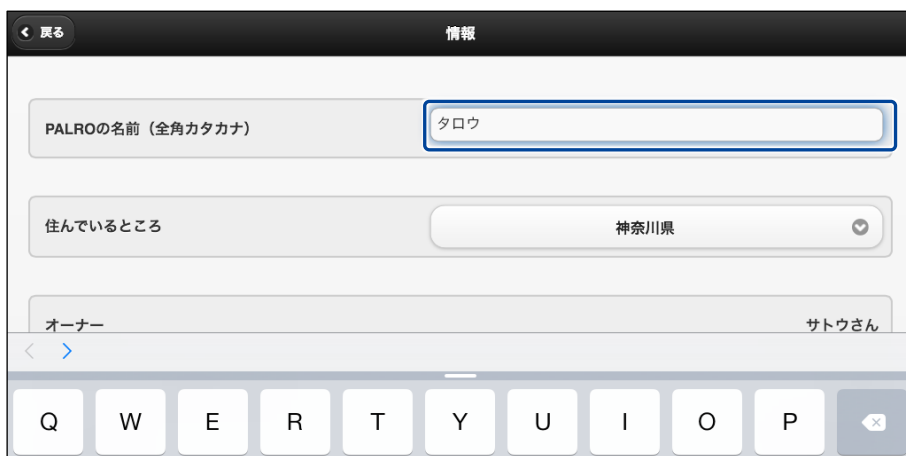 戻る
情報
PALROの名前（全角カタカナ）
タロウ
住んでいるところ
神奈川県
オーナー
サトウさん
Q W E R T Y U I O P